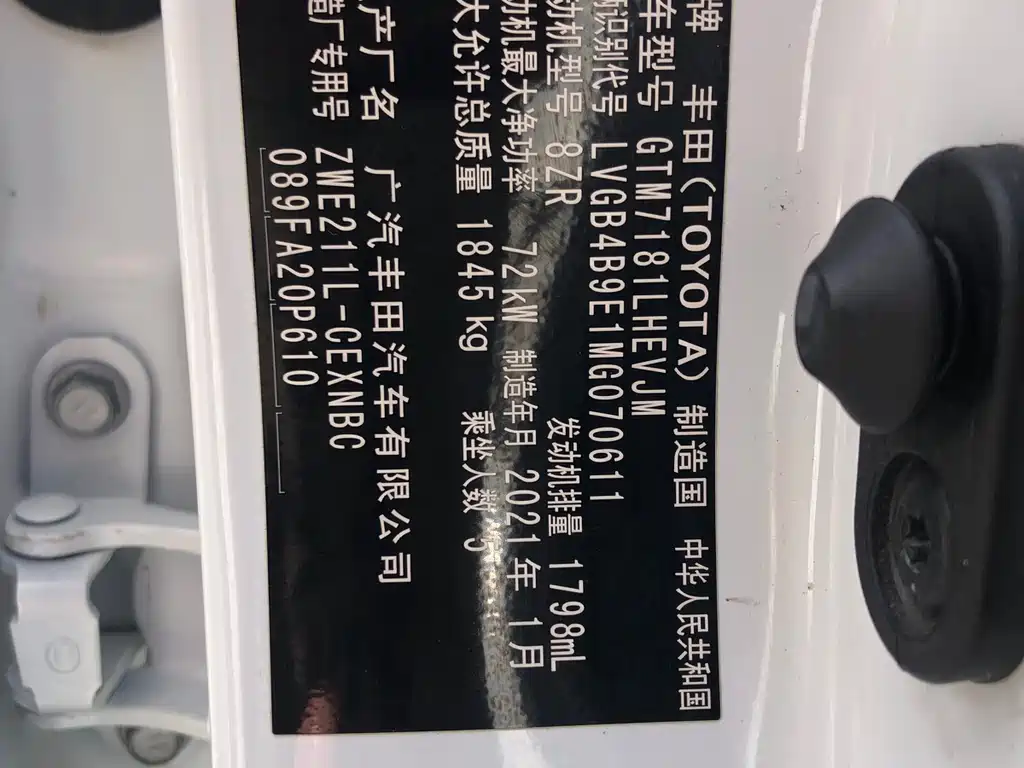 牌 丰田(TOYOTA) 制造国 中华人民共和国
车型号 GTM7181LHEVJM
识别代号 LVGB4B9E1MG070611
动机型号 8ZR 发动机排量 1798mL
动机最大净功率 72kW 制造年月 2021年 1月
大允许总质量 1845kg 乘坐人数 5
产厂名 广汽丰田汽车有限公司
造厂专用号 ZWE211L-CEXNBC
089FA20P610